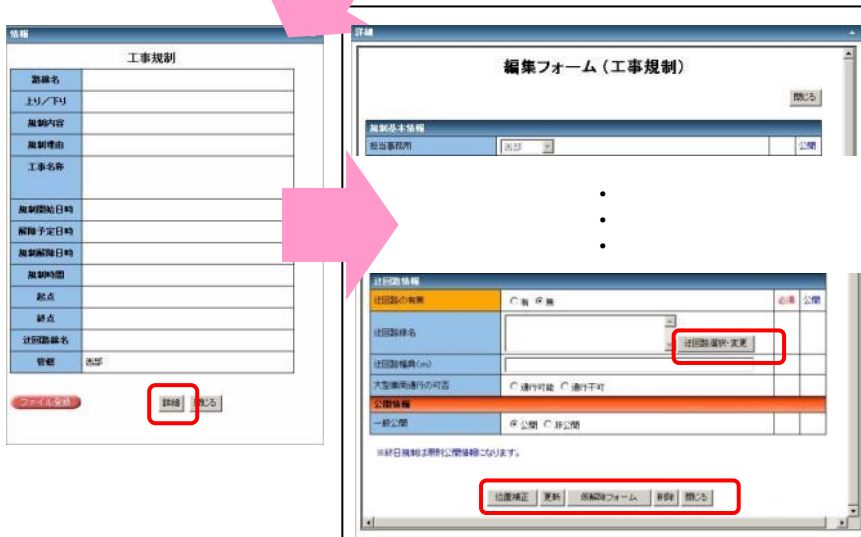 情報
工事規制
路線名
上り/下り
規制内容
規制理由
工事名称
規制開始日時
解除予定日時
規制解除日時
規制時間
起点
終点
迂回路線名
管轄 西部
ファイル登録 詳細 閉じる
詳細
編集フォーム（工事規制）
閉じる
規制基本情報
担当事務所 西部 公開
・
・
・
迂回路情報
迂回路の有無 有 無 必須 公開
迂回路線名 迂回路選択・変更
迂回路幅員(m)
大型車両通行の可否 通行可能 通行不可
公開情報
一般公開 公開 非公開
※終日規制は原則公開情報になります。
位置補正 更新 仮解除フォーム 削除 閉じる